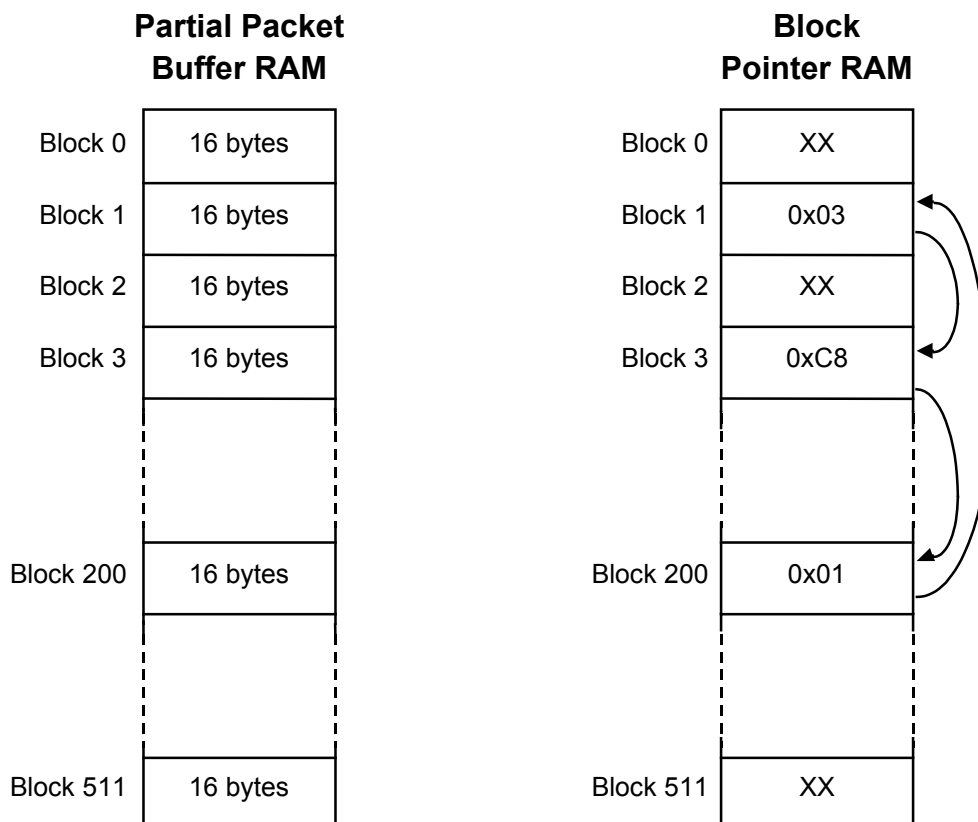 Partial Packet
Buffer RAM
Block 0
16 bytes
Block 1
16 bytes
Block 2
16 bytes
Block 3
16 bytes
Block 200
16 bytes
Block 511
16 bytes
Block
Pointer RAM
Block 0
XX
Block 1
0x03
Block 2
XX
Block 3
0xC8
Block 200
0x01
Block 511
XX